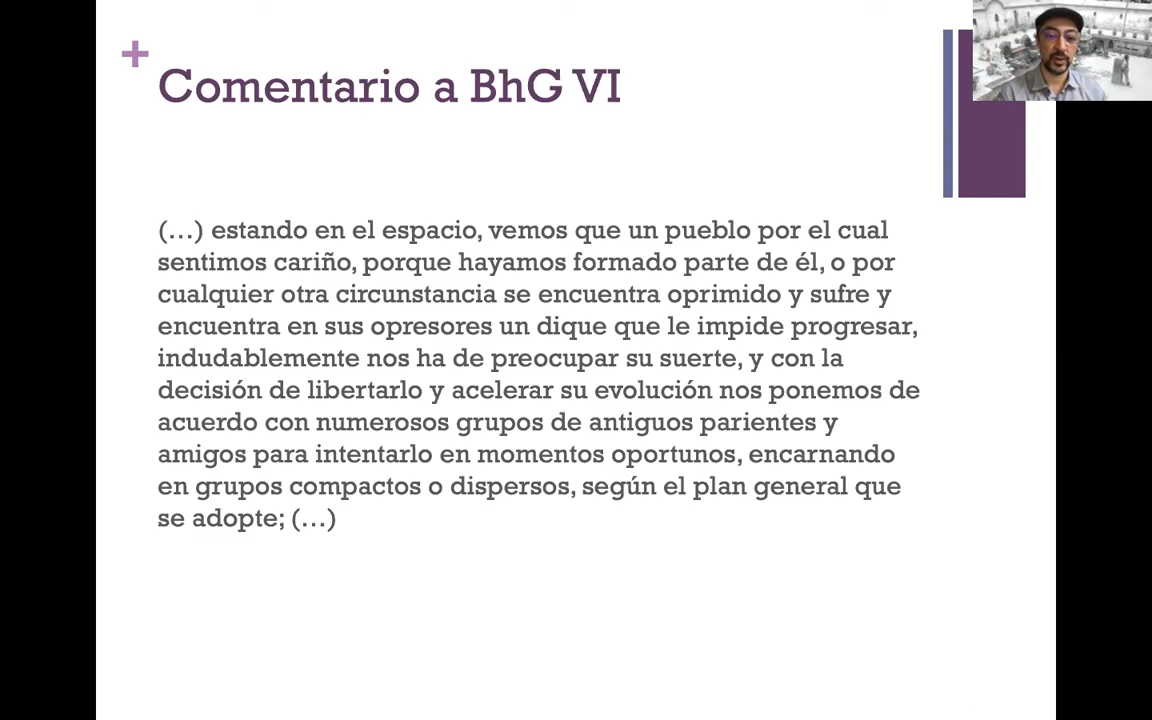 +
Comentario a BhG VI
(…) estando en el espacio, vemos que un pueblo por el cual
sentimos cariño, porque hayamos formado parte de él, o por
cualquier otra circunstancia se encuentra oprimido y sufre y
encuentra en sus opresores un dique que le impide progresar,
indudablemente nos ha de preocupar su suerte, y con la
decisión de libertarlo y acelerar su evolución nos ponemos de
acuerdo con numerosos grupos de antiguos parientes y
amigos para intentarlo en momentos oportunos, encarnando
en grupos compactos o dispersos, según el plan general que
se adopte; (…)